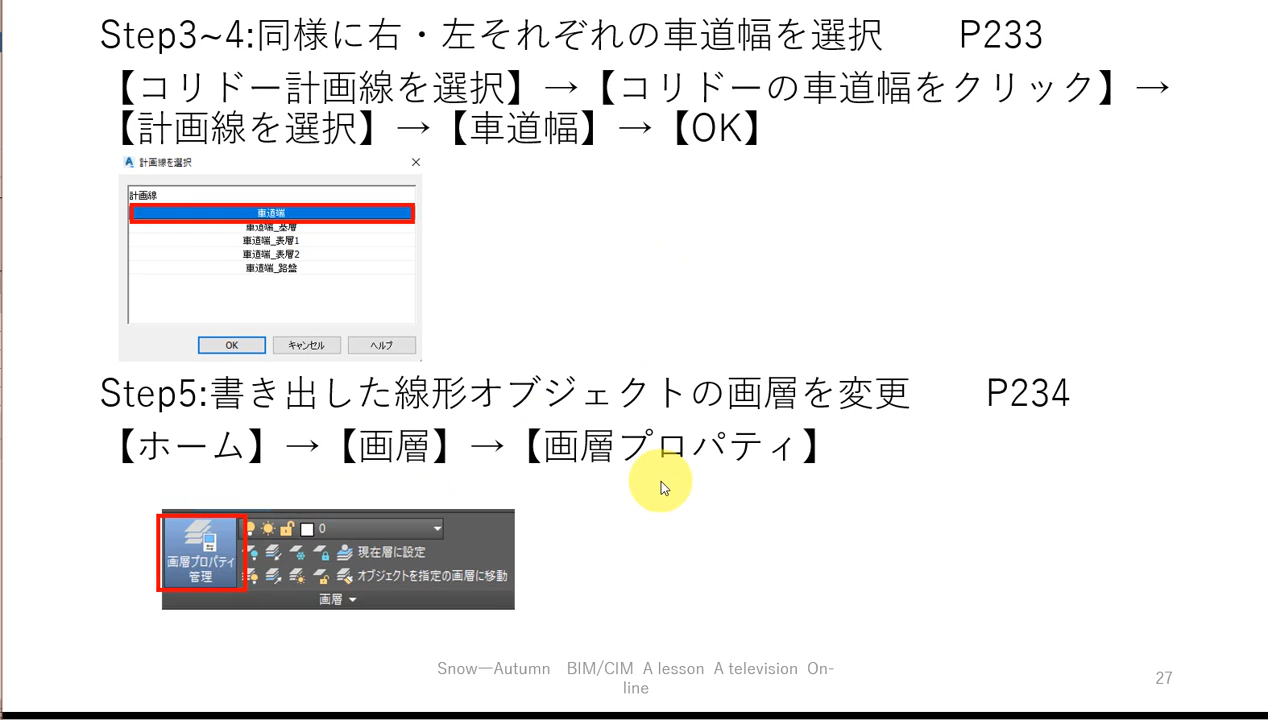 Step3~4:同様に右・左それぞれの車道幅を選択 P233
【コリドー計画線を選択】→【コリドーの車道幅をクリック】→
【計画線を選択】→【車道幅】→【OK】
計画線を選択
計画線
車道端
車道端_基層
車道端_表層1
車道端_表層2
車道端_路盤
OK キャンセル ヘルプ
Step5:書き出した線形オブジェクトの画層を変更 P234
【ホーム】→【画層】→【画層プロパティ】
画層プロパティ
管理
0
現在層に設定
オブジェクトを指定の画層に移動
画層
Snow―Autumn BIM/CIM A lesson A television On-
line
27